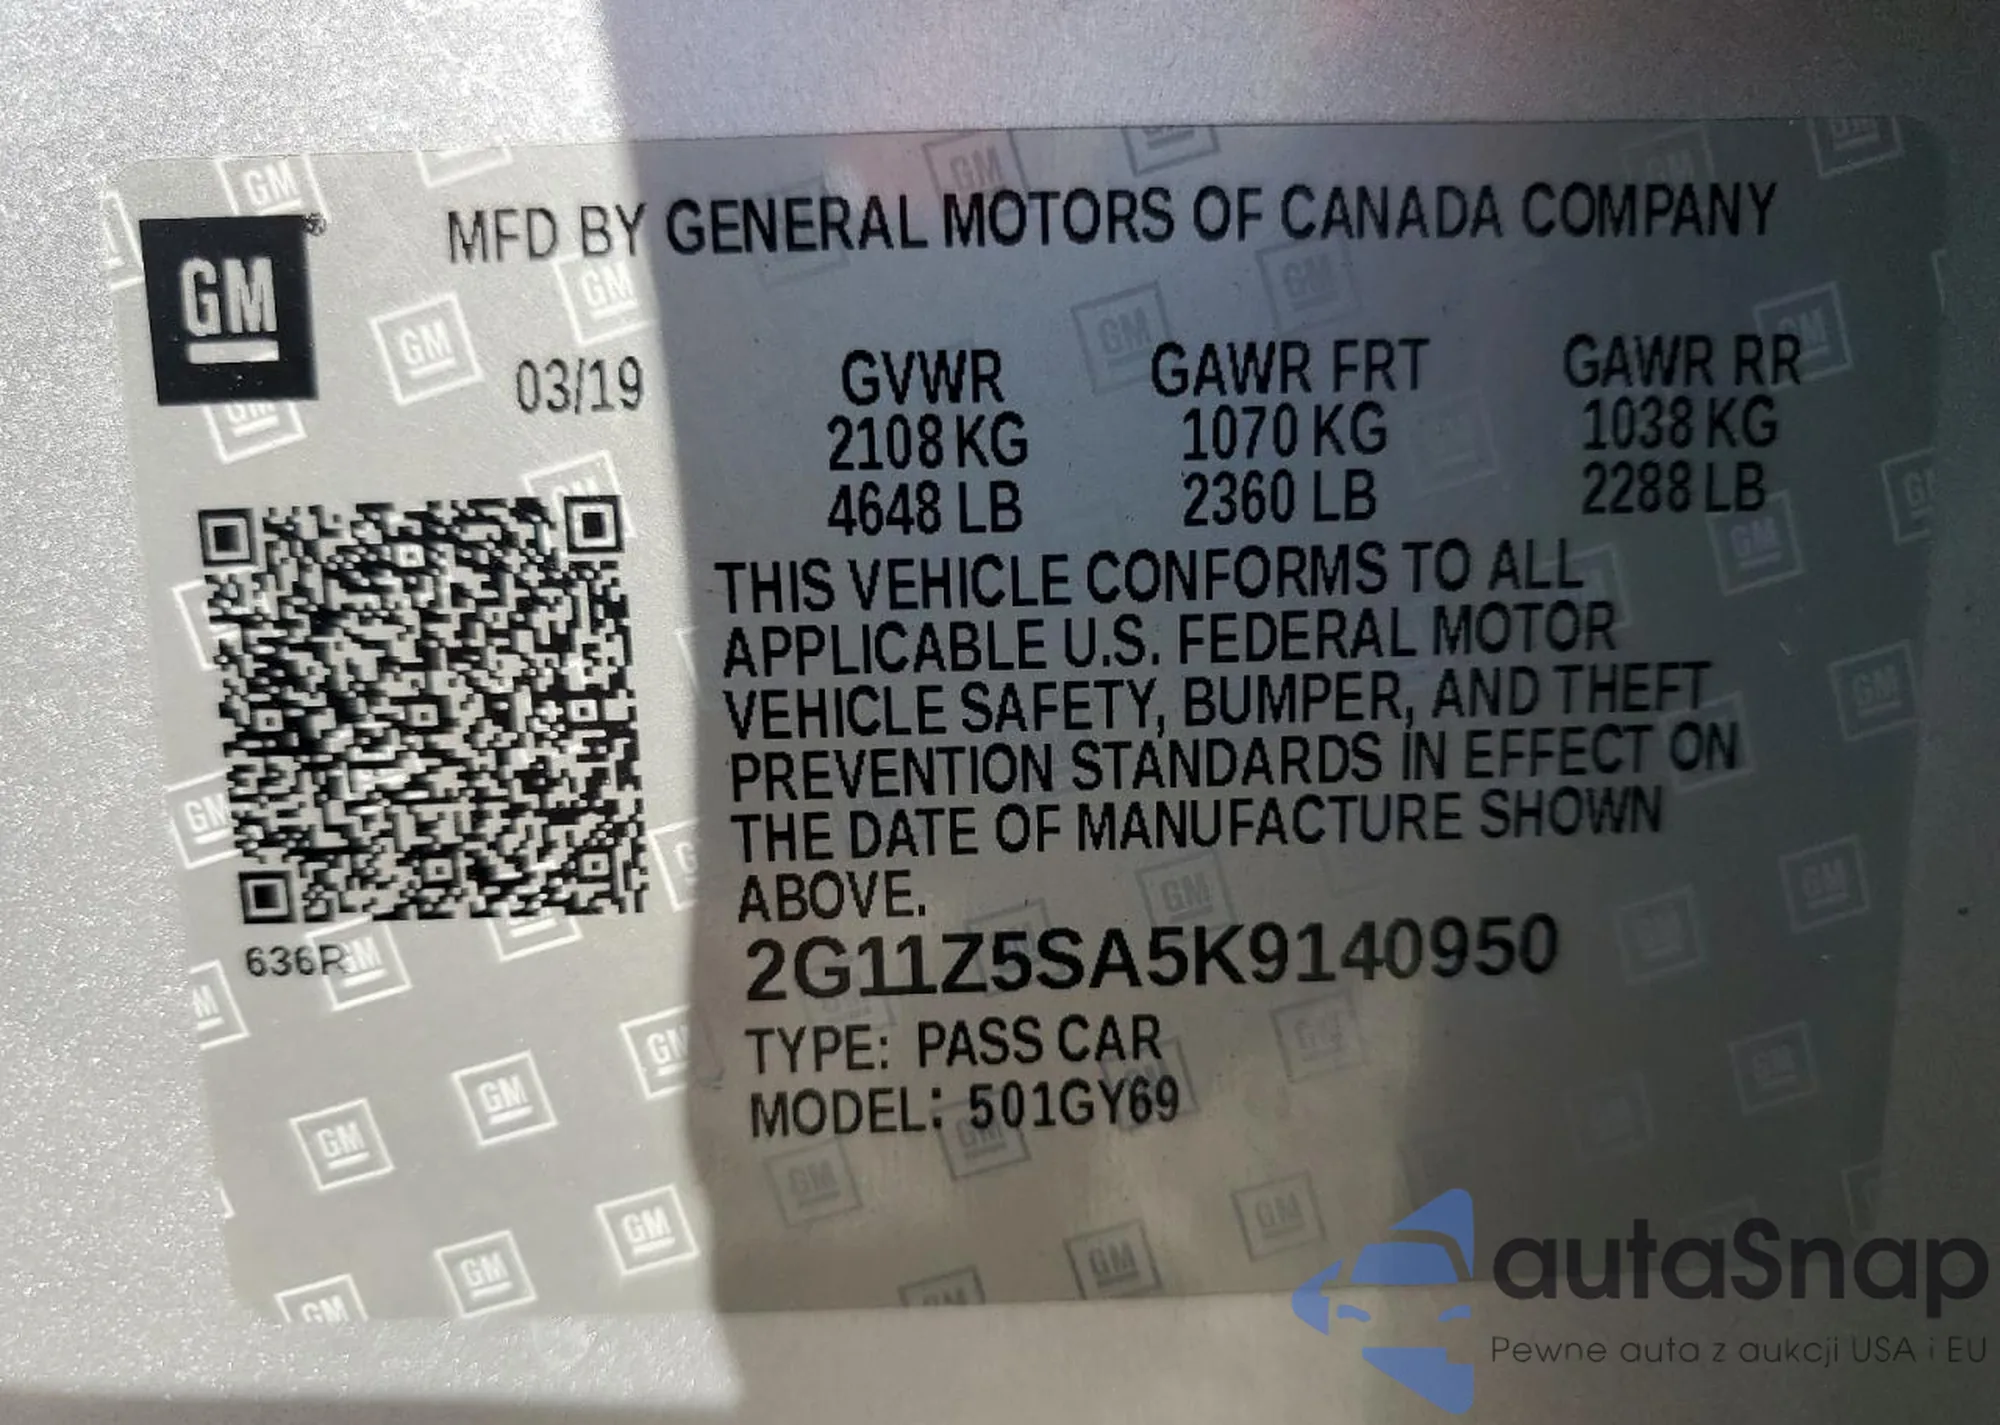 MFD BY GENERAL MOTORS OF CANADA COMPANY
GM
®
03/19
GVWR GAWR FRT GAWR RR
2108 KG 1070 KG 1038 KG
4648 LB 2360 LB 2288 LB
THIS VEHICLE CONFORMS TO ALL
APPLICABLE U.S. FEDERAL MOTOR
VEHICLE SAFETY, BUMPER, AND THEFT
PREVENTION STANDARDS IN EFFECT ON
THE DATE OF MANUFACTURE SHOWN
ABOVE.
636R
2G11Z5SA5K9140950
TYPE: PASS CAR
MODEL: 501GY69
autaSnap
Pewne auta z aukcji USA i EU